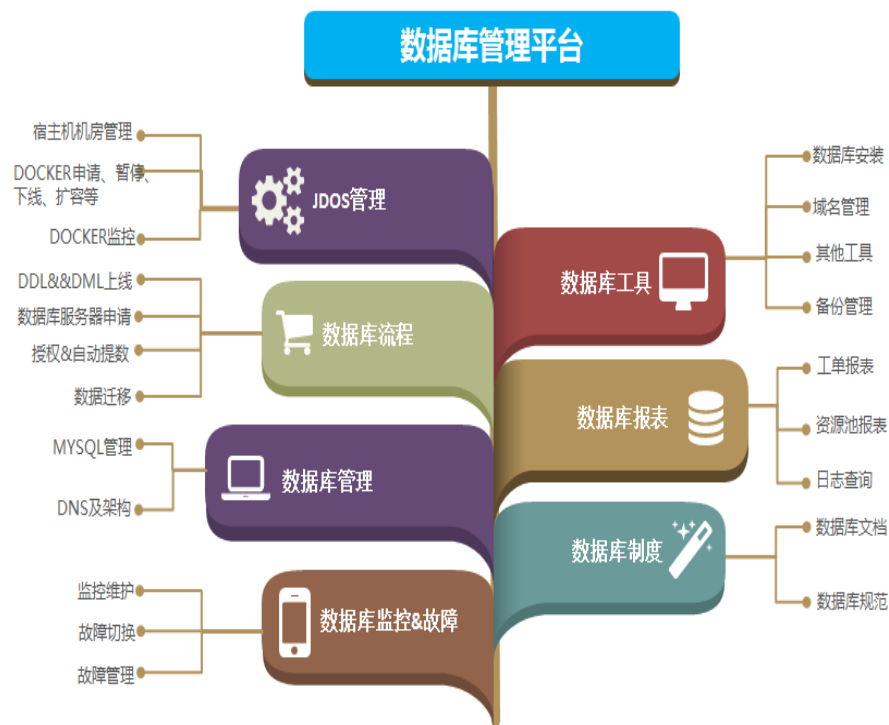 数据库管理平台
宿主机机房管理
DOCKER申请、暂停、
下线、扩容等
DOCKER监控
JDOS管理
DDL&&DML上线
数据库服务器申请
授权&自动提数
数据迁移
数据库流程
MYSQL管理
DNS及架构
数据库管理
监控维护
故障切换
故障管理
数据库监控&故障
数据库工具
数据库安装
域名管理
其他工具
备份管理
数据库报表
工单报表
资源池报表
日志查询
数据库制度
数据库文档
数据库规范